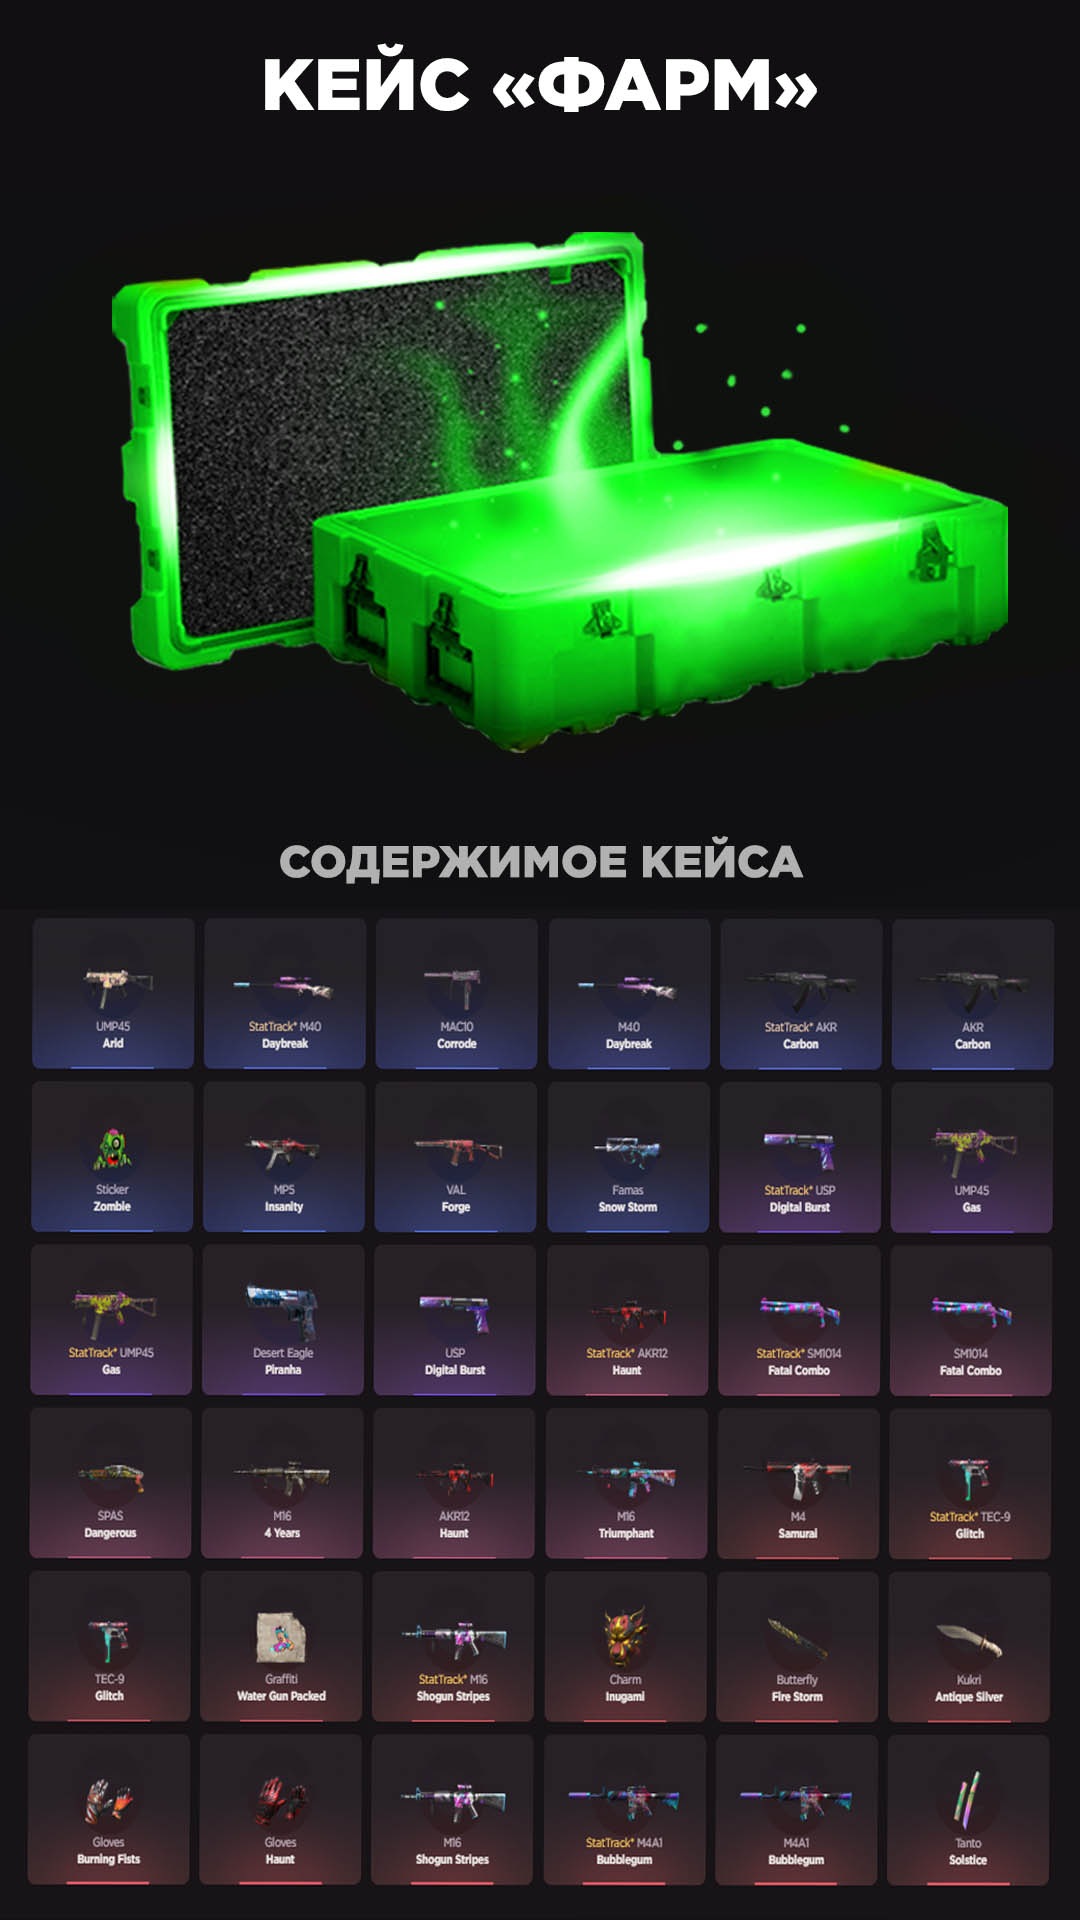 КЕЙС «ФАРМ»
СОДЕРЖИМОЕ КЕЙСА
UMP45
Arid
StatTrack* M40
Daybreak
MAC10
Corrode
M40
Daybreak
StatTrack* AKR
Carbon
AKR
Carbon
Sticker
Zombie
MP5
Insanity
VAL
Forge
Famas
Snow Storm
StatTrack* USP
Digital Burst
UMP45
Gas
StatTrack* UMP45
Gas
Desert Eagle
Piranha
USP
Digital Burst
StatTrack* AKR12
Haunt
StatTrack* SM1014
Fatal Combo
SM1014
Fatal Combo
SPAS
Dangerous
M16
4 Years
AKR12
Haunt
M16
Triumphant
M4
Samurai
StatTrack* TEC-9
Glitch
TEC-9
Glitch
Graffiti
Water Gun Packed
StatTrack* M16
Shogun Stripes
Charm
Inugami
Butterfly
Fire Storm
Kukri
Antique Silver
Gloves
Burning Fists
Gloves
Haunt
M16
Shogun Stripes
StatTrack* M4A1
Bubblegum
M4A1
Bubblegum
Tanto
Solstice